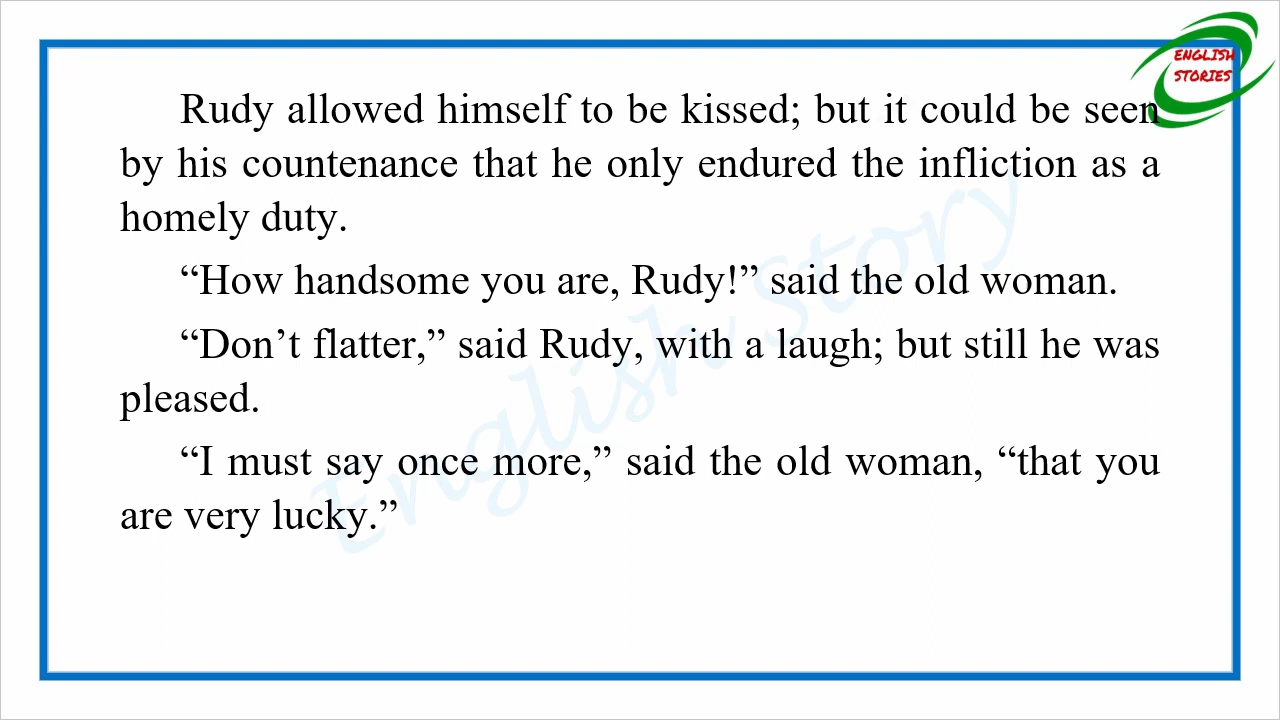 ENGLISH
STORIES
Rudy allowed himself to be kissed; but it could be seen
by his countenance that he only endured the infliction as a
homely duty.
“How handsome you are, Rudy!” said the old woman.
“Don’t flatter,” said Rudy, with a laugh; but still he was
pleased.
“I must say once more,” said the old woman, “that you
are very lucky.”
English Story